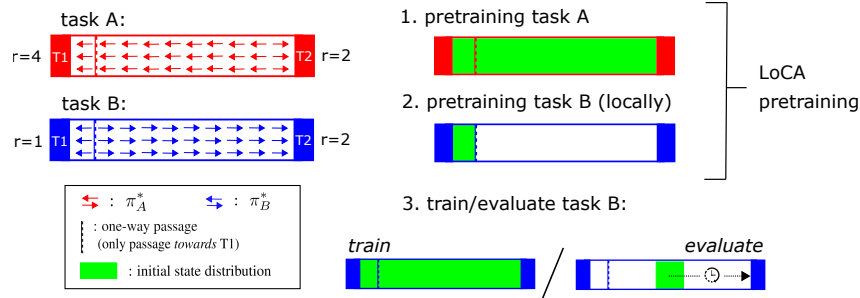 task A:
r=4 T1 T2 r=2
task B:
r=1 T1 T2 r=2
: π*A : π*B
: one-way passage
(only passage towards T1)
: initial state distribution
1. pretraining task A
2. pretraining task B (locally)
LoCA
pretraining
3. train/evaluate task B:
train / evaluate